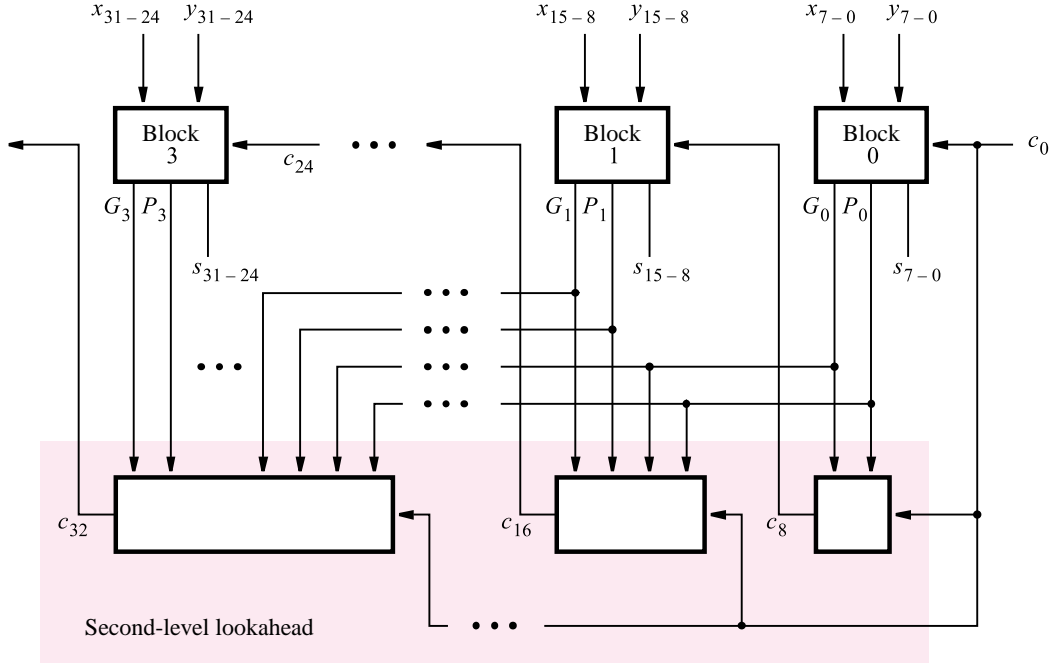 x31 – 24 y31 – 24 x15 – 8 y15 – 8 x7 – 0 y7 – 0
Block 3 Block 1 Block 0
c24 • • • c0
G3 P3 G1 P1 G0 P0
s31 – 24 s15 – 8 s7 – 0
• • •
• • •
• • • • • •
• • •
c32 c16 c8
Second-level lookahead • • •